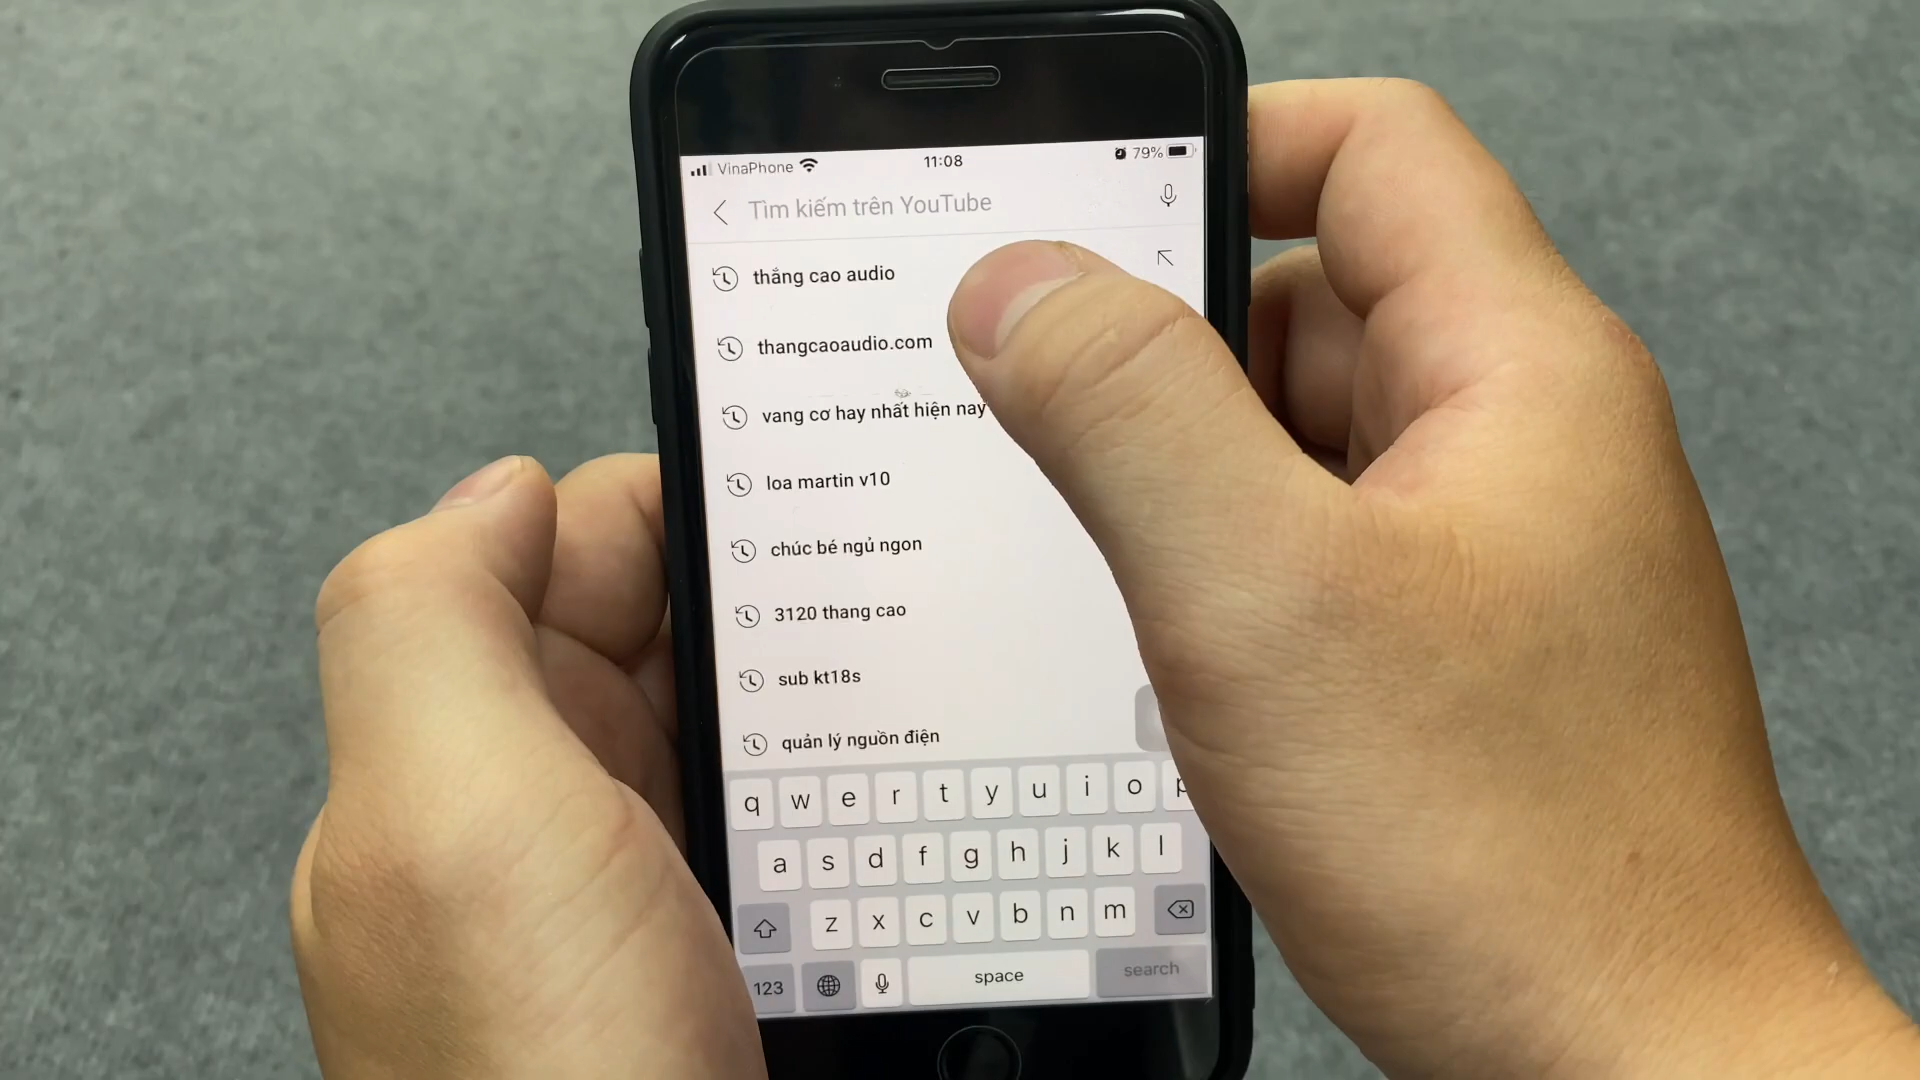 VinaPhone 11:08 79%
Tìm kiếm trên YouTube
thắng cao audio
thangcaoaudio.com
vang cơ hay nhất hiện nay
loa martin v10
chúc bé ngủ ngon
3120 thang cao
sub kt18s
quản lý nguồn điện
q w e r t y u i o p
a s d f g h j k l
z x c v b n m
123 space search